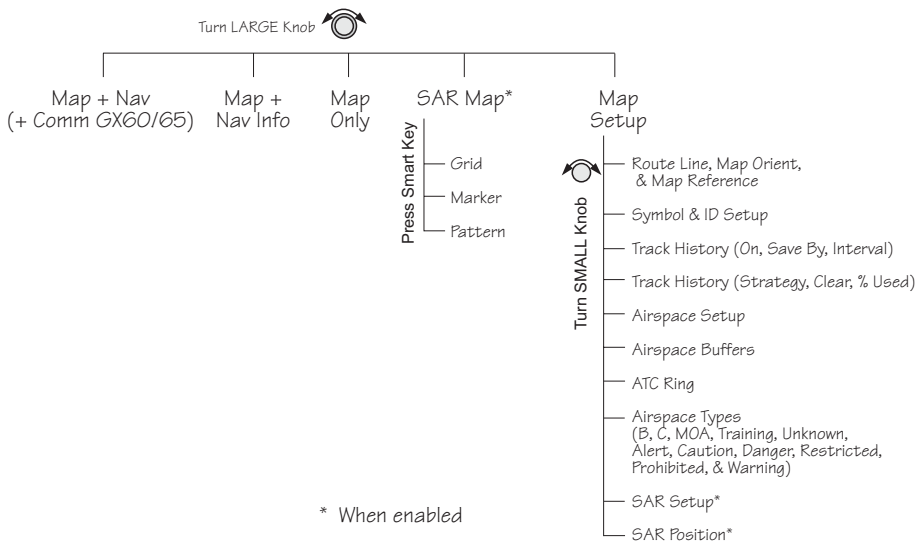 Turn LARGE Knob
Map + Nav
(+ Comm GX60/65)
Map +
Nav Info
Map
Only
SAR Map*
Map
Setup
Press Smart Key
Grid
Marker
Pattern
Turn SMALL Knob
Route Line, Map Orient,
& Map Reference
Symbol & ID Setup
Track History (On, Save By, Interval)
Track History (Strategy, Clear, % Used)
Airspace Setup
Airspace Buffers
ATC Ring
Airspace Types
(B, C, MOA, Training, Unknown,
Alert, Caution, Danger, Restricted,
Prohibited, & Warning)
SAR Setup*
SAR Position*
* When enabled